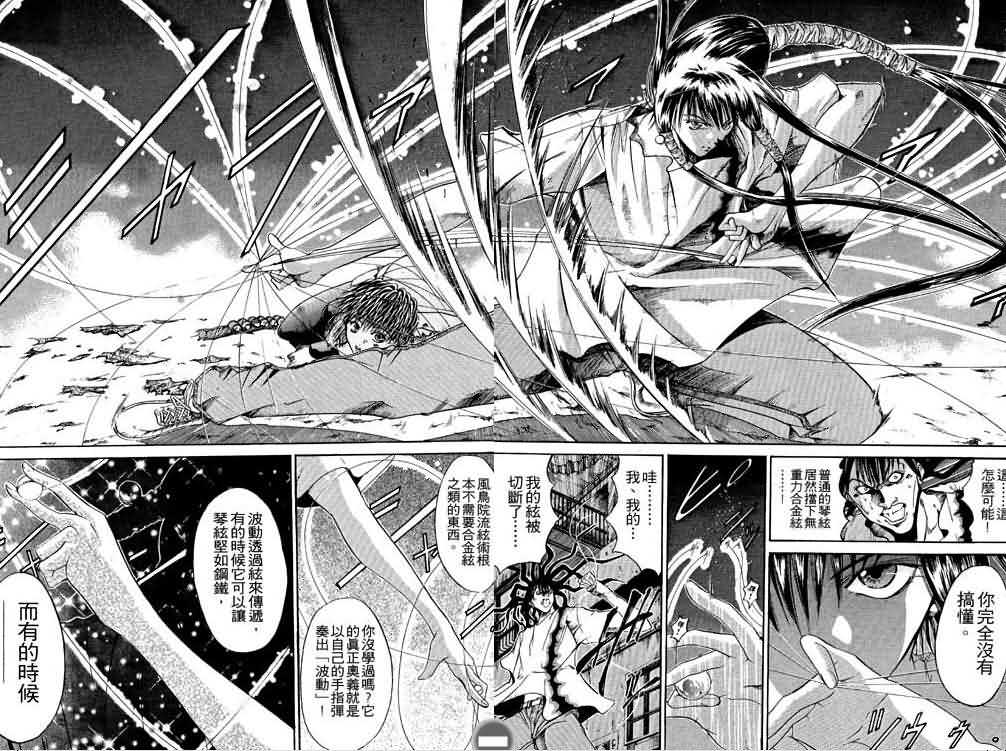 這……這
怎麼可能！
普通的琴絃
居然擋下無
重力合金絃
………！
你完全沒有
搞懂。
哇……
我、我的…
我的絃被
切斷了……
風鳥院流絃術根
本不需要合金絃
之類的東西。
你沒學過嗎？它
的真正奧義就是
以自己的手指彈
奏出「波動」！
波動透過絃來傳遞，
有的時候它可以讓
琴絃堅如鋼鐵，
而有的時候
——